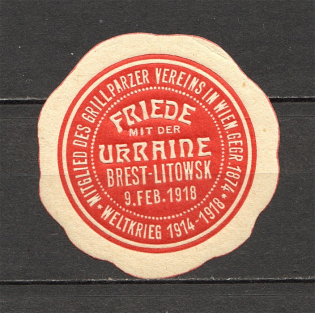 MITGLIED DES GRILLPARZER VEREINS IN WIEN. GEGR. 1874
* WELTKRIEG 1914-1918 *
FRIEDE
MIT DER
UKRAINE
BREST-LITOWSK
9. FEB. 1918